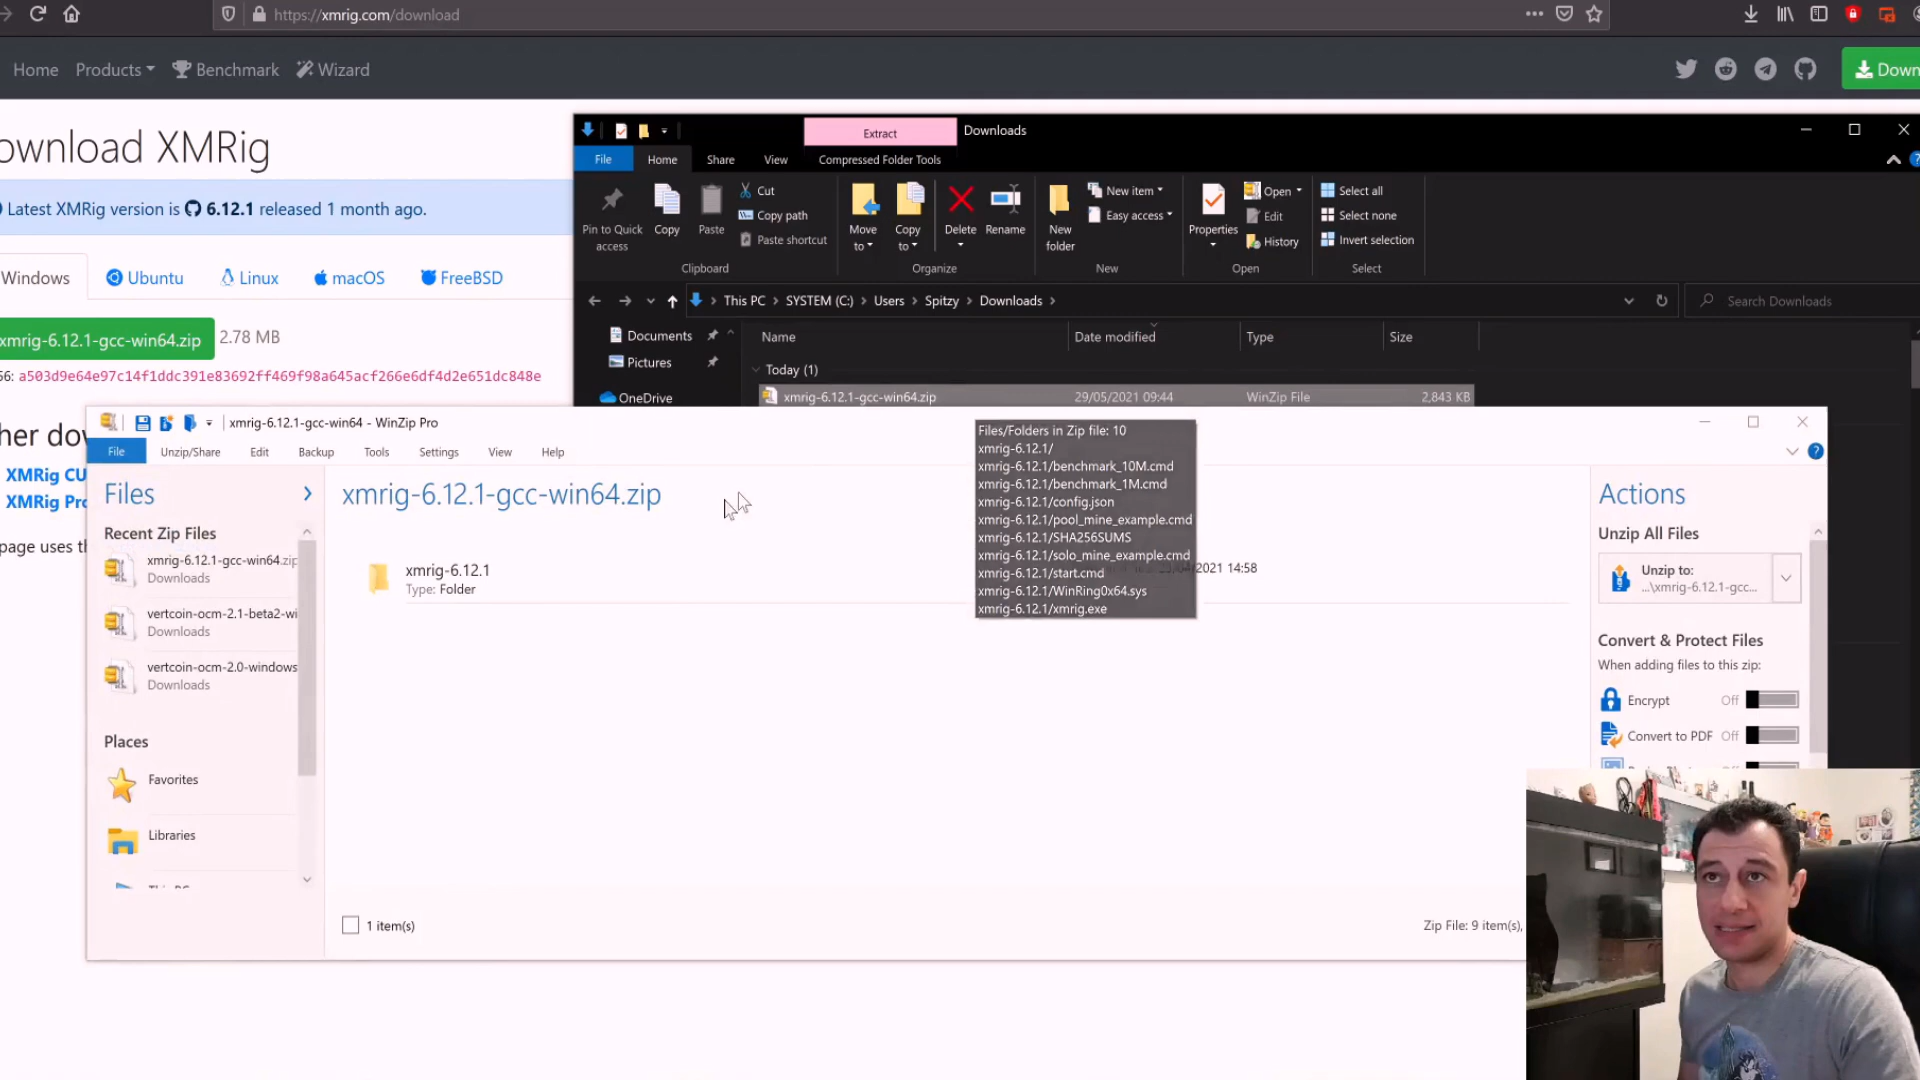 https://xmrig.com/download
Home
Products
Benchmark
Wizard
Down
ownload XMRig
Latest XMRig version is 6.12.1 released 1 month ago.
Windows
Ubuntu
Linux
macOS
FreeBSD
xmrig-6.12.1-gcc-win64.zip
2.78 MB
56: a503d9e64e97c14f1ddc391e83692ff469f98a645acf266e6df4d2e651dc848e
her dow
XMRig CU
XMRig Pro
page uses th
Extract
Downloads
File
Home
Share
View
Compressed Folder Tools
Pin to Quick
access
Copy
Paste
Cut
Copy path
Paste shortcut
Clipboard
Move
to
Copy
to
Delete
Rename
Organize
New
folder
New item
Easy access
New
Properties
Open
Edit
History
Open
Select all
Select none
Invert selection
Select
This PC
SYSTEM (C:)
Users
Spitzy
Downloads
Search Downloads
Documents
Pictures
OneDrive
Name
Date modified
Type
Size
Today (1)
xmrig-6.12.1-gcc-win64.zip
29/05/2021 09:44
WinZip File
2,843 KB
xmrig-6.12.1-gcc-win64 - WinZip Pro
File
Unzip/Share
Edit
Backup
Tools
Settings
View
Help
Files
Recent Zip Files
xmrig-6.12.1-gcc-win64.zip
Downloads
vertcoin-ocm-2.1-beta2-wi
Downloads
vertcoin-ocm-2.0-windows
Downloads
Places
Favorites
Libraries
This PC
xmrig-6.12.1-gcc-win64.zip
xmrig-6.12.1
Type: Folder
2021 14:58
Files/Folders in Zip file: 10
xmrig-6.12.1/
xmrig-6.12.1/benchmark_10M.cmd
xmrig-6.12.1/benchmark_1M.cmd
xmrig-6.12.1/config.json
xmrig-6.12.1/pool_mine_example.cmd
xmrig-6.12.1/SHA256SUMS
xmrig-6.12.1/solo_mine_example.cmd
xmrig-6.12.1/start.cmd
xmrig-6.12.1/WinRing0x64.sys
xmrig-6.12.1/xmrig.exe
1 item(s)
Zip File: 9 item(s),
Actions
Unzip All Files
Unzip to:
...\xmrig-6.12.1-gcc...
Convert & Protect Files
When adding files to this zip:
Encrypt
Off
Convert to PDF
Off